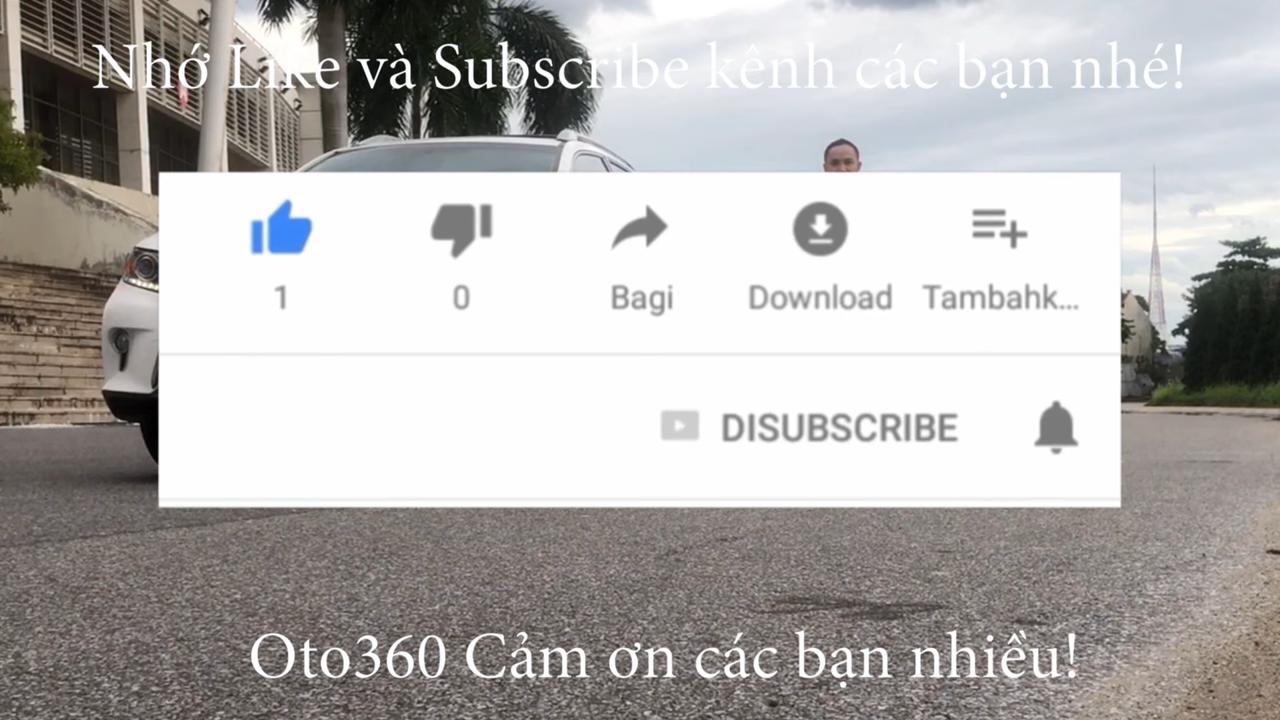 Nhớ Like và Subscribe kênh các bạn nhé!
1 0 Bagi Download Tambahk...
DISUBSCRIBE
Oto360 Cảm ơn các bạn nhiều!